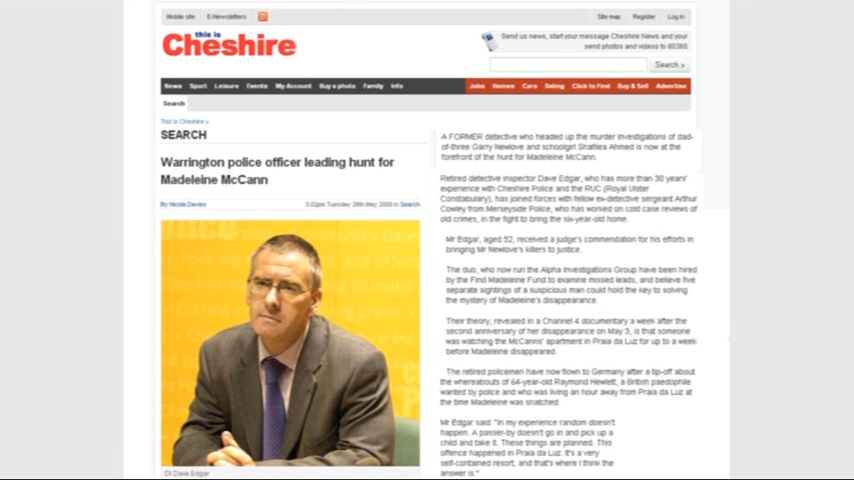 Mobile site E-Newsletters
Site map Register Log in
this is
Cheshire
Send us news, start your message Cheshire News and your
send photos and videos to 80360
Search »
News Sport Leisure Events My Account Buy a photo Family Info
Jobs Homes Cars Dating Click to Find Buy & Sell Advertise
Search
This is Cheshire »
SEARCH
Warrington police officer leading hunt for
Madeleine McCann
By Nicola Davies
3:02pm Tuesday 26th May 2009 in Search
DI Dave Edgar
A FORMER detective who headed up the murder investigations of dad-
of-three Garry Newlove and schoolgirl Shafilea Ahmed is now at the
forefront of the hunt for Madeleine McCann.
Retired detective inspector Dave Edgar, who has more than 30 years'
experience with Cheshire Police and the RUC (Royal Ulster
Constabulary), has joined forces with fellow ex-detective sergeant Arthur
Cowley from Merseyside Police, who has worked on cold case reviews of
old crimes, in the fight to bring the six-year-old home.
Mr Edgar, aged 52, received a judge's commendation for his efforts in
bringing Mr Newlove's killers to justice.
The duo, who now run the Alpha Investigations Group have been hired
by the Find Madeleine Fund to examine missed leads, and believe five
separate sightings of a suspicious man could hold the key to solving
the mystery of Madeleine's disappearance.
Their theory, revealed in a Channel 4 documentary a week after the
second anniversary of her disappearance on May 3, is that someone
was watching the McCanns' apartment in Praia da Luz for up to a week
before Madeleine disappeared.
The retired policemen have now flown to Germany after a tip-off about
the whereabouts of 64-year-old Raymond Hewlett, a British paedophile
wanted by police and who was living an hour away from Praia da Luz at
the time Madeleine was snatched.
Mr Edgar said: "In my experience random doesn't
happen. A passer-by doesn't go in and pick up a
child and take it. These things are planned. This
offence happened in Praia da Luz. It's a very
self-contained resort, and that's where I think the
answer is."